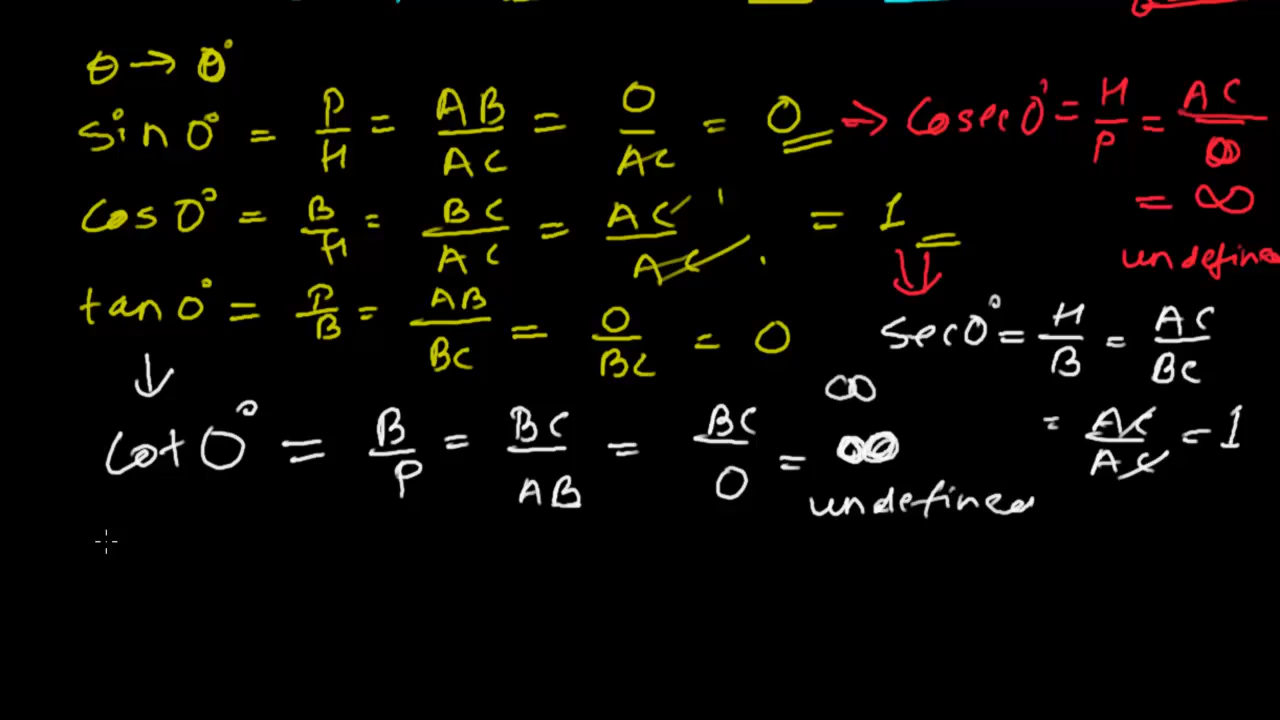 θ → 0°
sin 0° = P/H = AB/AC = 0/AC = 0 → Cosec 0° = H/P = AC/∞
= ∞
undefined
Cos 0° = B/H = BC/AC = AC/AC = 1
tan 0° = P/B = AB/BC = 0/BC = 0
Sec 0° = H/B = AC/BC
= AC/AC = 1
Cot 0° = B/P = BC/AB = BC/0 = ∞
undefined